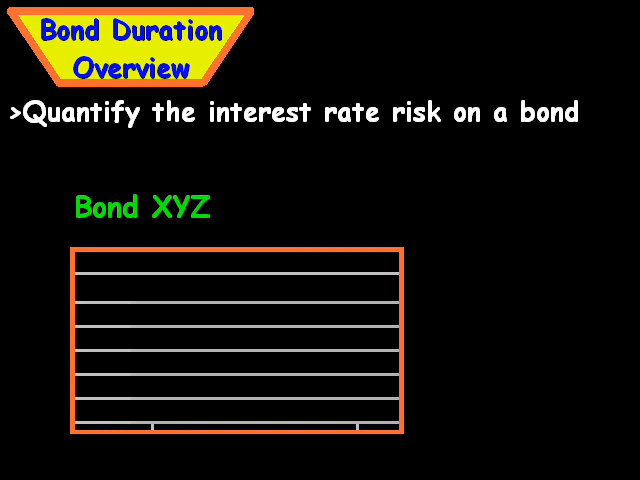 Bond Duration
Overview
>Quantify the interest rate risk on a bond
Bond XYZ